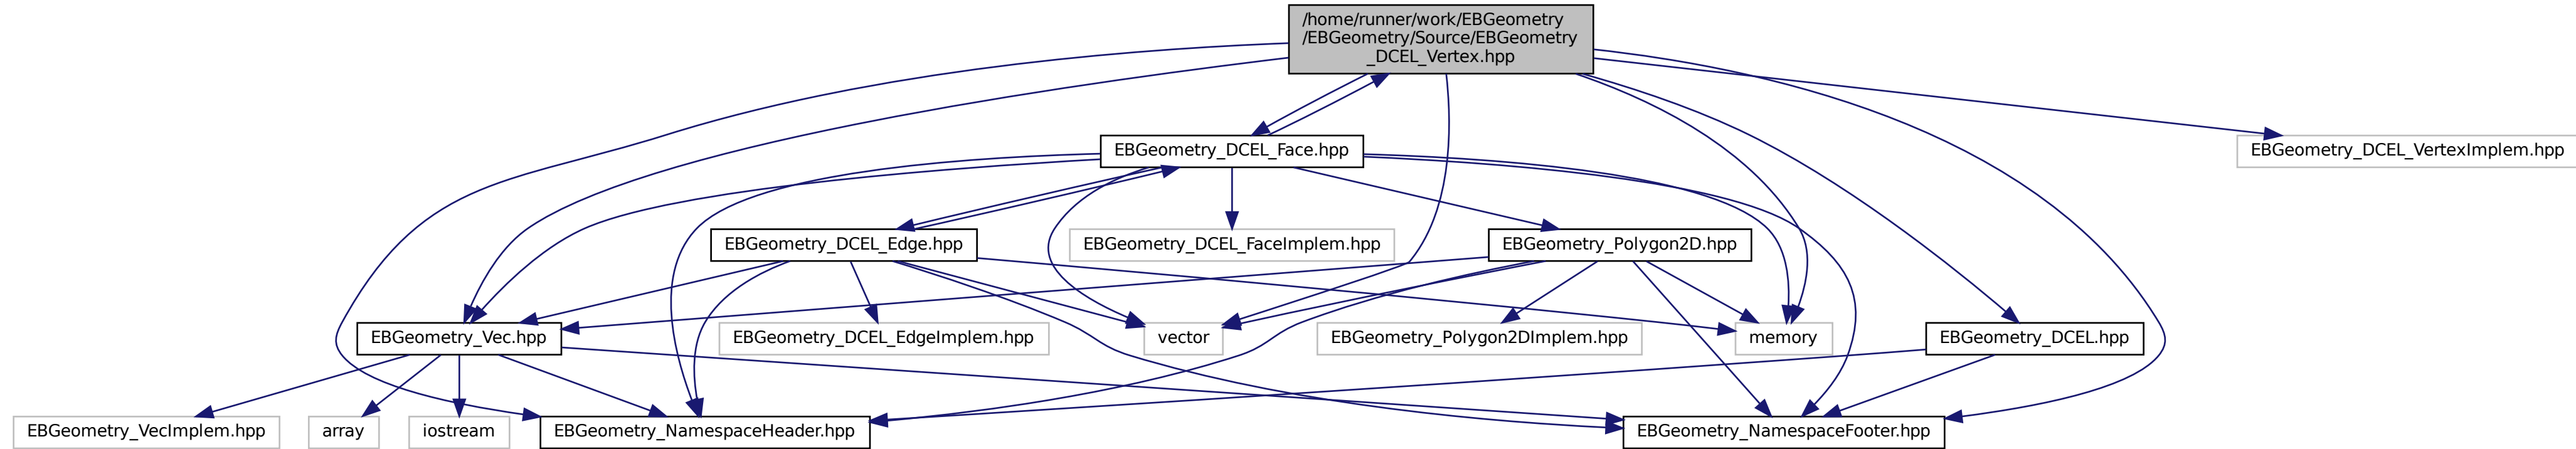 /home/runner/work/EBGeometry
/EBGeometry/Source/EBGeometry
_DCEL_Vertex.hpp
EBGeometry_DCEL_Face.hpp
EBGeometry_DCEL_VertexImplem.hpp
EBGeometry_DCEL_Edge.hpp
EBGeometry_DCEL_FaceImplem.hpp
EBGeometry_Polygon2D.hpp
EBGeometry_Vec.hpp
EBGeometry_DCEL_EdgeImplem.hpp
vector
EBGeometry_Polygon2DImplem.hpp
memory
EBGeometry_DCEL.hpp
EBGeometry_VecImplem.hpp
array
iostream
EBGeometry_NamespaceHeader.hpp
EBGeometry_NamespaceFooter.hpp